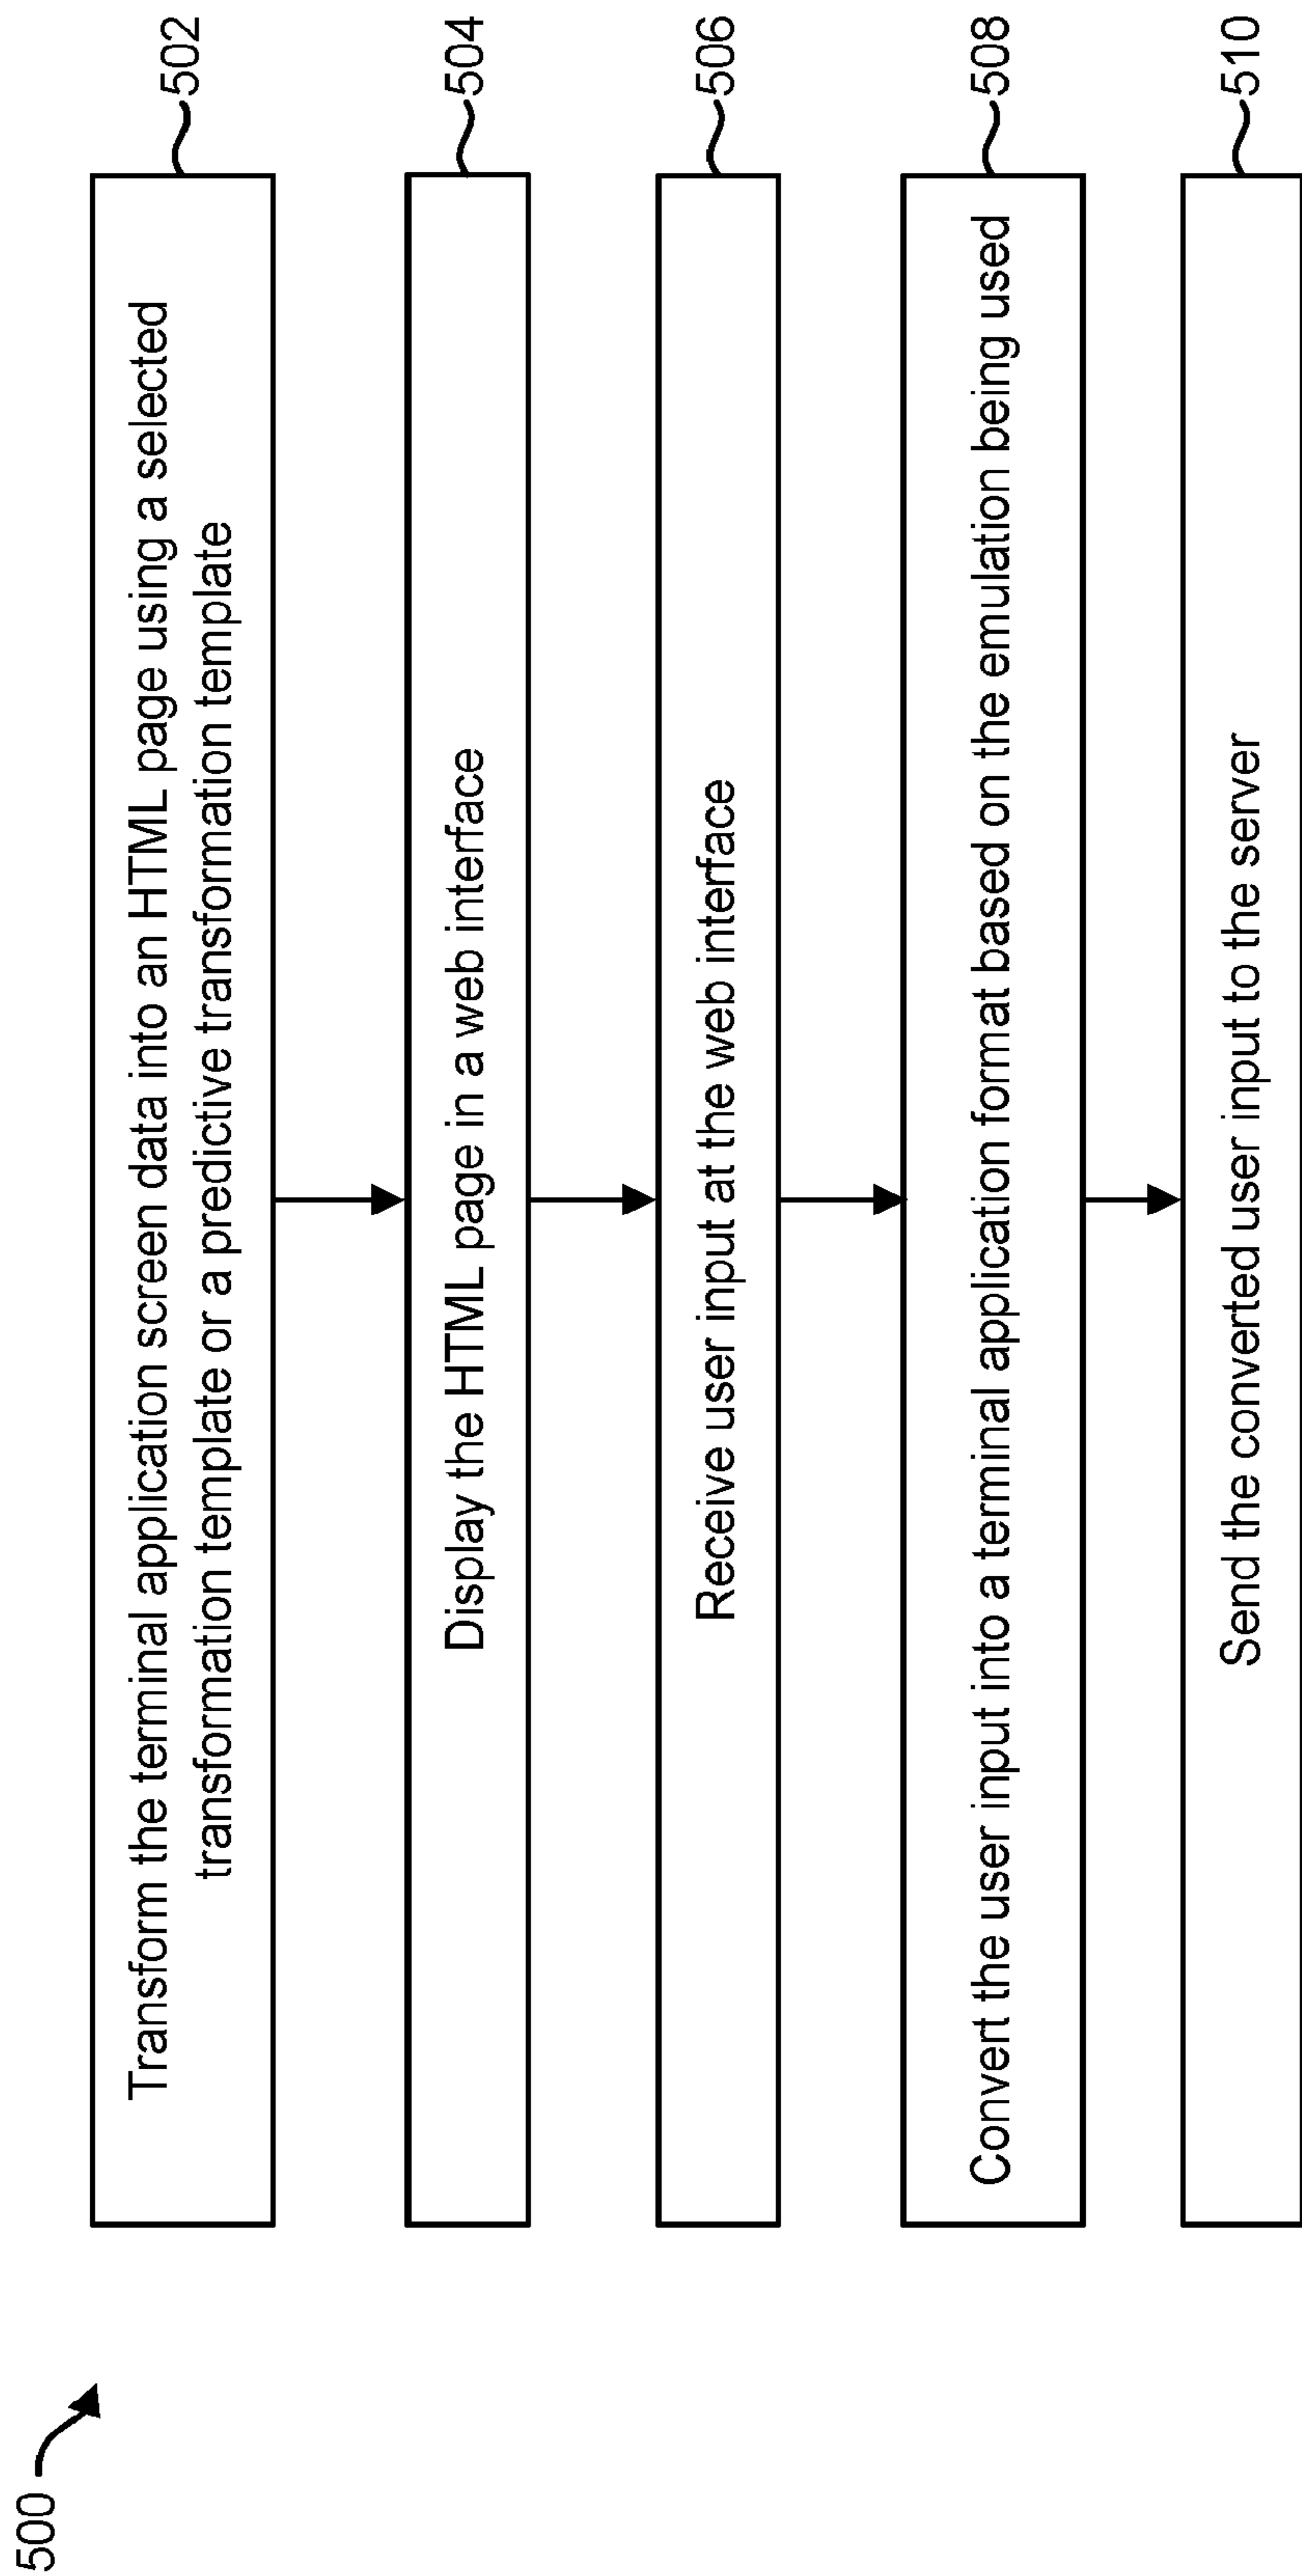 500
Transform the terminal application screen data into an HTML page using a selected
transformation template or a predictive transformation template
502
Display the HTML page in a web interface
504
Receive user input at the web interface
506
Convert the user input into a terminal application format based on the emulation being used
508
Send the converted user input to the server
510